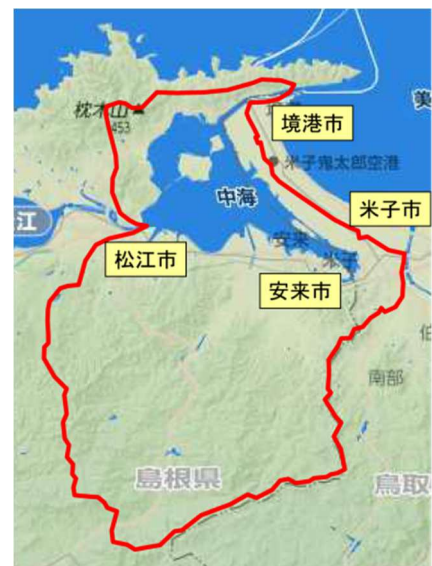 美
枕木山
453
境港市
米子鬼太郎空港
米子市
中海
江
安来
米子
松江市
安来市
南部
島根県
鳥取